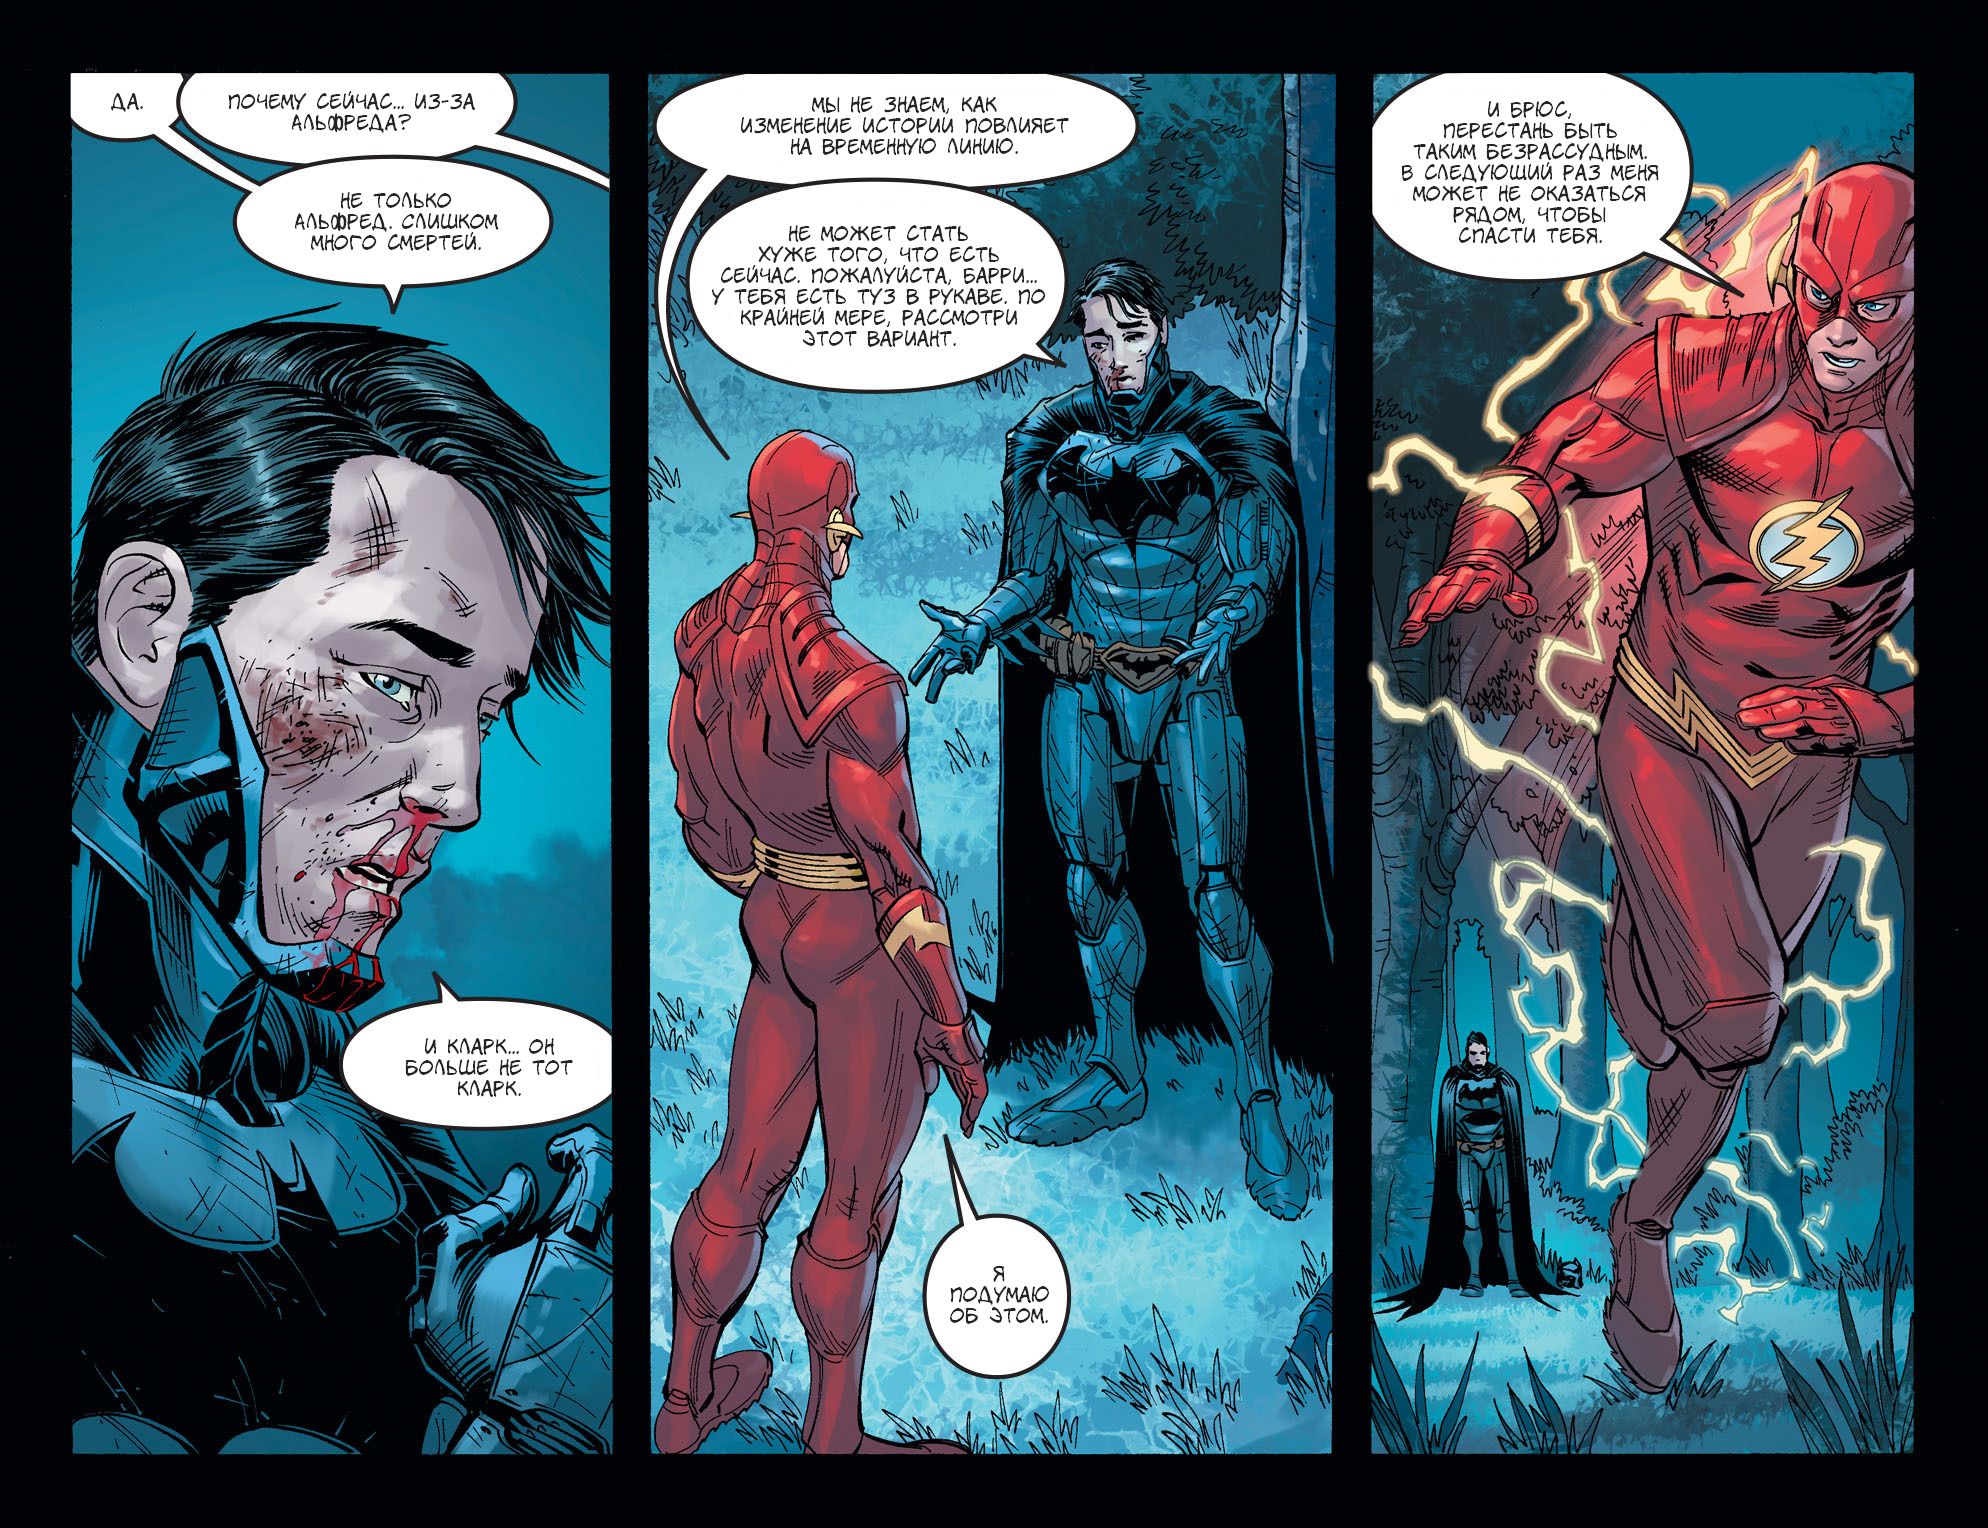 ДА.
ПОЧЕМУ СЕЙЧАС... ИЗ-ЗА
АЛЬФРЕДА?
НЕ ТОЛЬКО
АЛЬФРЕД. СЛИШКОМ
МНОГО СМЕРТЕЙ.
И КЛАРК... ОН
БОЛЬШЕ НЕ ТОТ
КЛАРК.
МЫ НЕ ЗНАЕМ, КАК
ИЗМЕНЕНИЕ ИСТОРИИ ПОВЛИЯЕТ
НА ВРЕМЕННУЮ ЛИНИЮ.
НЕ МОЖЕТ СТАТЬ
ХУЖЕ ТОГО, ЧТО ЕСТЬ
СЕЙЧАС. ПОЖАЛУЙСТА, БАРРИ...
У ТЕБЯ ЕСТЬ ТУЗ В РУКАВЕ. ПО
КРАЙНЕЙ МЕРЕ, РАССМОТРИ
ЭТОТ ВАРИАНТ.
Я
ПОДУМАЮ
ОБ ЭТОМ.
И БРЮС,
ПЕРЕСТАНЬ БЫТЬ
ТАКИМ БЕЗРАССУДНЫМ.
В СЛЕДУЮЩИЙ РАЗ МЕНЯ
МОЖЕТ НЕ ОКАЗАТЬСЯ
РЯДОМ, ЧТОБЫ
СПАСТИ ТЕБЯ.